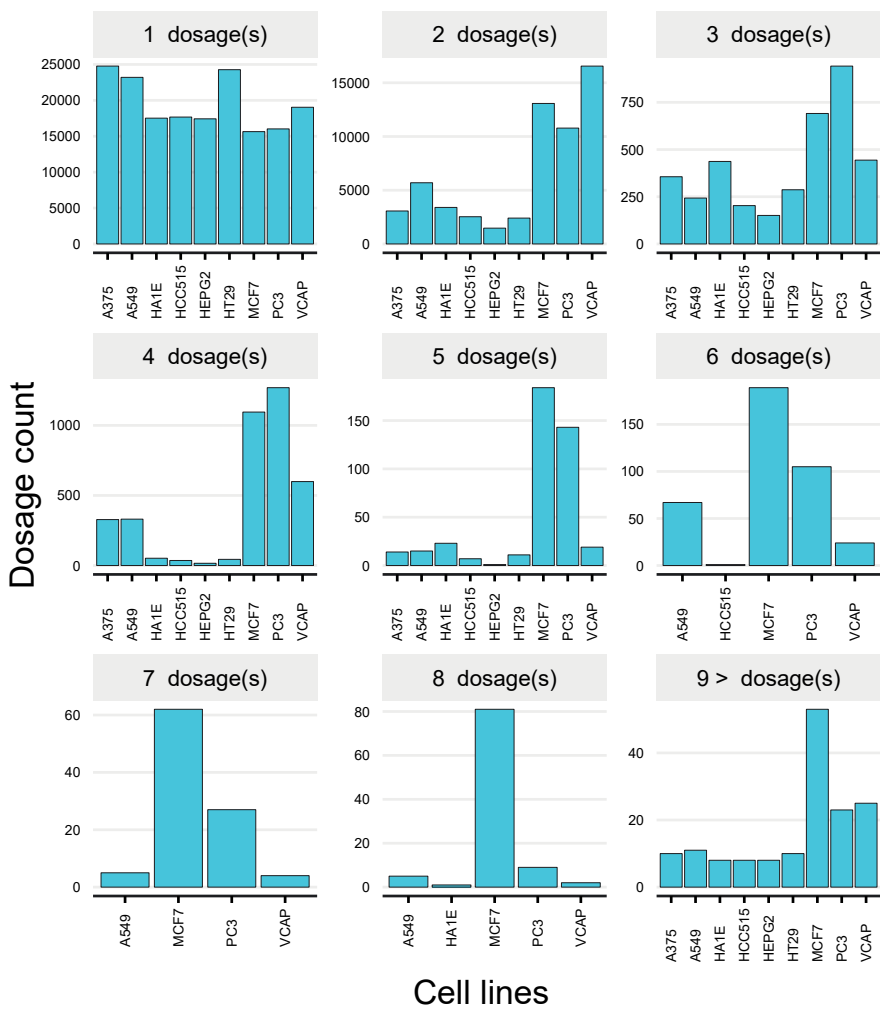 1 dosage(s)
2 dosage(s)
3 dosage(s)
25000
20000
15000
10000
5000
0
15000
10000
5000
0
750
500
250
0
A375
A549
HA1E
HCC515
HEPG2
HT29
MCF7
PC3
VCAP
A375
A549
HA1E
HCC515
HEPG2
HT29
MCF7
PC3
VCAP
A375
A549
HA1E
HCC515
HEPG2
HT29
MCF7
PC3
VCAP
Dosage count
4 dosage(s)
5 dosage(s)
6 dosage(s)
1000
500
0
150
100
50
0
150
100
50
0
A375
A549
HA1E
HCC515
HEPG2
HT29
MCF7
PC3
VCAP
A375
A549
HA1E
HCC515
HEPG2
HT29
MCF7
PC3
VCAP
A549
HCC515
MCF7
PC3
VCAP
7 dosage(s)
8 dosage(s)
9 > dosage(s)
60
40
20
0
80
60
40
20
0
40
20
0
A549
MCF7
PC3
VCAP
A549
HA1E
MCF7
PC3
VCAP
A375
A549
HA1E
HCC515
HEPG2
HT29
MCF7
PC3
VCAP
Cell lines